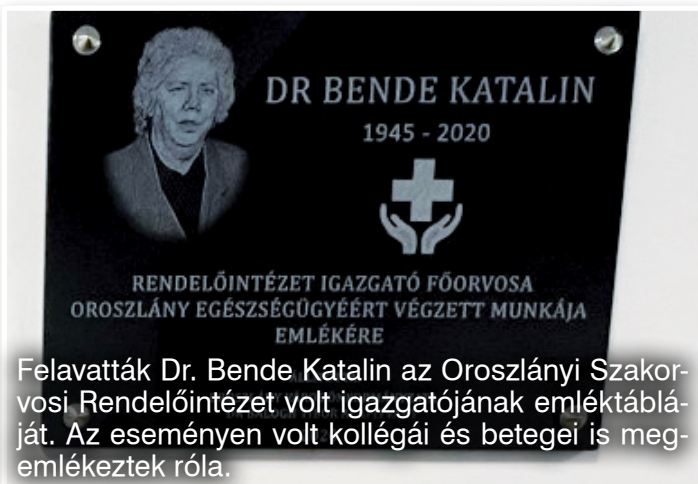 DR BENDE KATALIN
1945 - 2020
RENDELŐINTÉZET IGAZGATÓ FŐORVOSA
OROSZLÁNY EGÉSZSÉGÜGYÉÉRT VÉGZETT MUNKÁJA
EMLÉKÉRE
Felavatták Dr. Bende Katalin az Oroszlányi Szakor-
vosi Rendelőintézet volt igazgatójának emléktáblá-
ját. Az eseményen volt kollégái és betegei is meg-
emlékeztek róla.